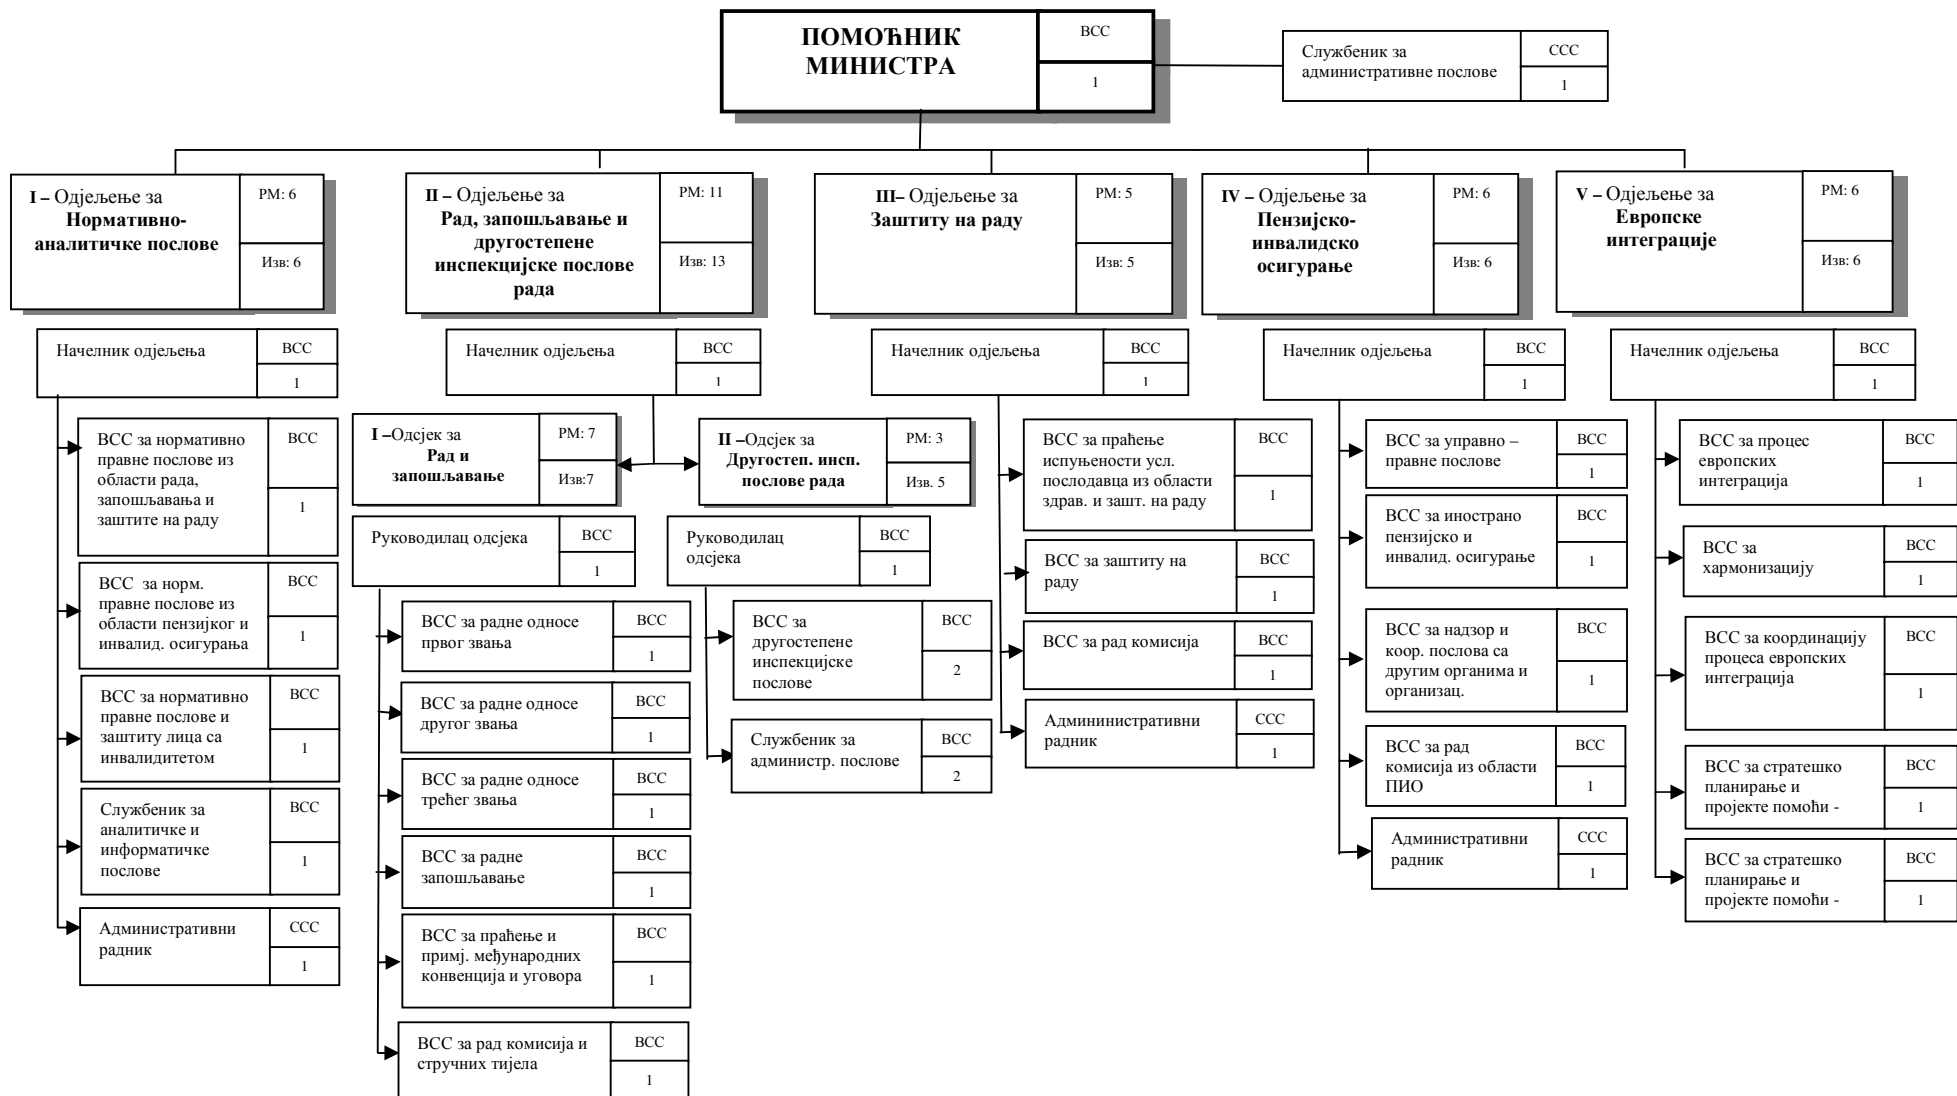 ПОМОЋНИК
МИНИСТРА
ВСС
1
Службеник за
административне послове
ССС
1
I – Одјељење за
Нормативно-
аналитичке послове
РМ: 6
Изв: 6
II – Одјељење за
Рад, запошљавање и
другостепене
инспекцијске послове
рада
РМ: 11
Изв: 13
III– Одјељење за
Заштиту на раду
РМ: 5
Изв: 5
IV – Одјељење за
Пензијско-
инвалидско
осигурање
РМ: 6
Изв: 6
V – Одјељење за
Европске
интеграције
РМ: 6
Изв: 6
Начелник одјељења
ВСС
1
ВСС за нормативно
правне послове из
области рада,
запошљавања и
заштите на раду
ВСС
1
ВСС  за норм.
правне послове из
области пензијког и
инвалид. осигурања
ВСС
1
ВСС за нормативно
правне послове и
заштиту лица са
инвалидитетом
ВСС
1
Службеник за
аналитичке и
информатичке
послове
ВСС
1
Административни
радник
ССС
1
Начелник одјељења
ВСС
1
I –Одсјек за
Рад и
запошљавање
РМ: 7
Изв:7
Руководилац одсјека
ВСС
1
ВСС за радне односе
првог звања
ВСС
1
ВСС за радне односе
другог звања
ВСС
1
ВСС за радне односе
трећег звања
ВСС
1
ВСС за радне
запошљавање
ВСС
1
ВСС за праћење и
примј. међународних
конвенција и уговора
ВСС
1
ВСС за рад комисија и
стручних тијела
ВСС
1
II –Одсјек за
Другостеп. инсп.
послове рада
РМ: 3
Изв. 5
Руководилац
одсјека
ВСС
1
ВСС за
другостепене
инспекцијске
послове
ВСС
2
Службеник за
администр. послове
ВСС
2
Начелник одјељења
ВСС
1
ВСС за праћење
испуњености усл.
послодавца из области
здрав. и зашт. на раду
ВСС
1
ВСС за заштиту на
раду
ВСС
1
ВСС за рад комисија
ВСС
1
Админинистративни
радник
ССС
1
Начелник одјељења
ВСС
1
ВСС за управно –
правне послове
ВСС
1
ВСС за инострано
пензијско и
инвалид. осигурање
ВСС
1
ВСС за надзор и
коор. послова са
другим органима и
организац.
ВСС
1
ВСС за рад
комисија из области
ПИО
ВСС
1
Административни
радник
ССС
1
Начелник одјељења
ВСС
1
ВСС за процес
европских
интеграција
ВСС
1
ВСС за
хармонизацију
ВСС
1
ВСС за координацију
процеса европских
интеграција
ВСС
1
ВСС за стратешко
планирање и
пројекте помоћи -
ВСС
1
ВСС за стратешко
планирање и
пројекте помоћи -
ВСС
1